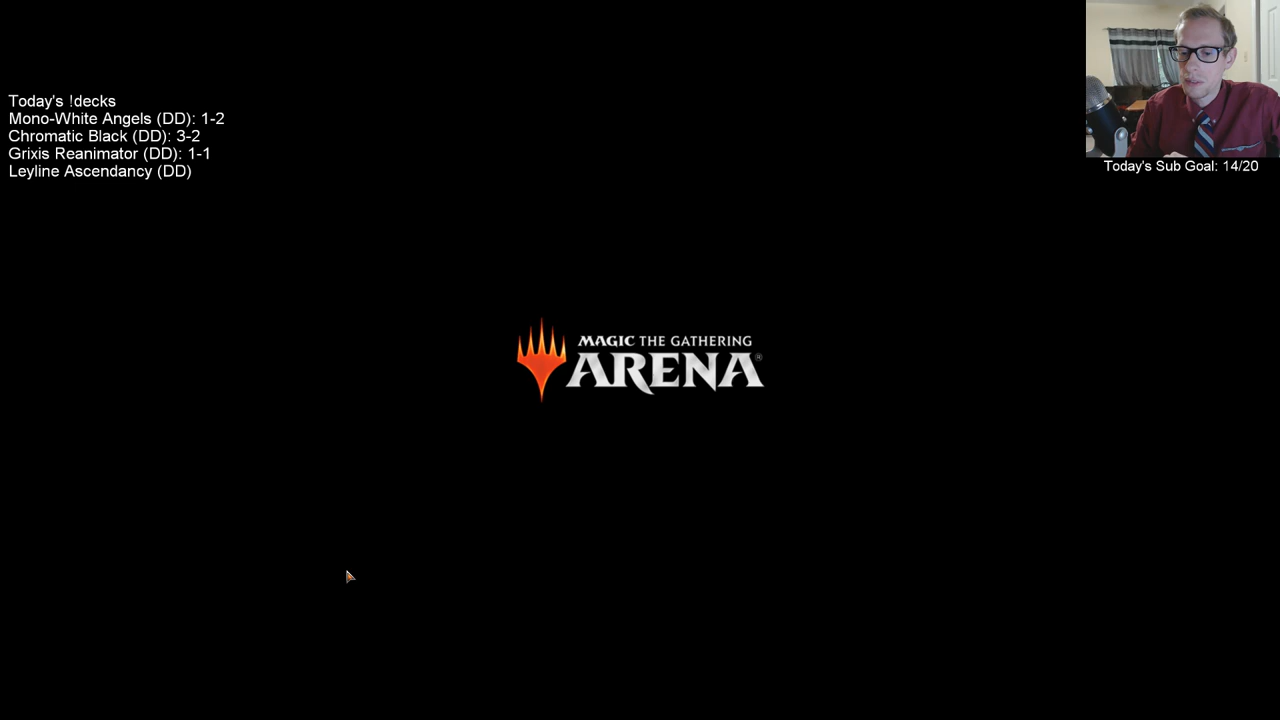 Today's !decks
Mono-White Angels (DD): 1-2
Chromatic Black (DD): 3-2
Grixis Reanimator (DD): 1-1
Leyline Ascendancy (DD)
Today's Sub Goal: 14/20
MAGIC THE GATHERING
ARENA®